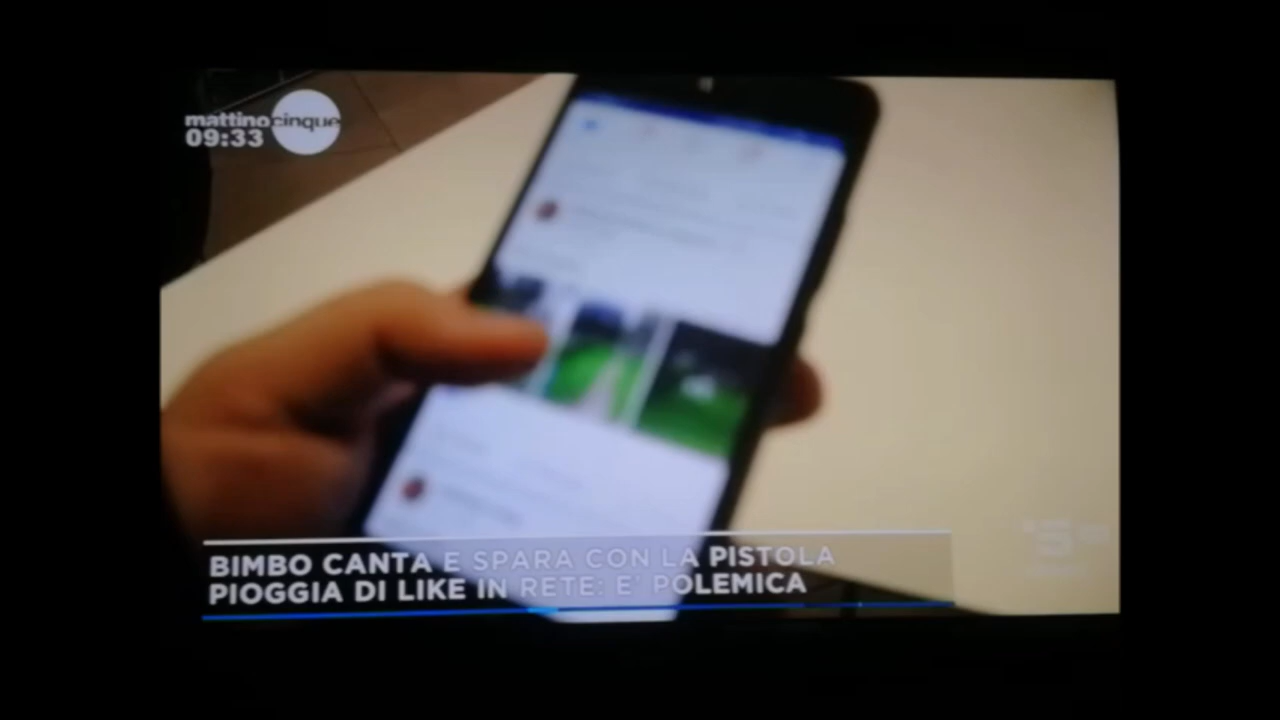 mattino cinque
09:33
BIMBO CANTA E SPARA CON LA PISTOLA
PIOGGIA DI LIKE IN RETE: E' POLEMICA